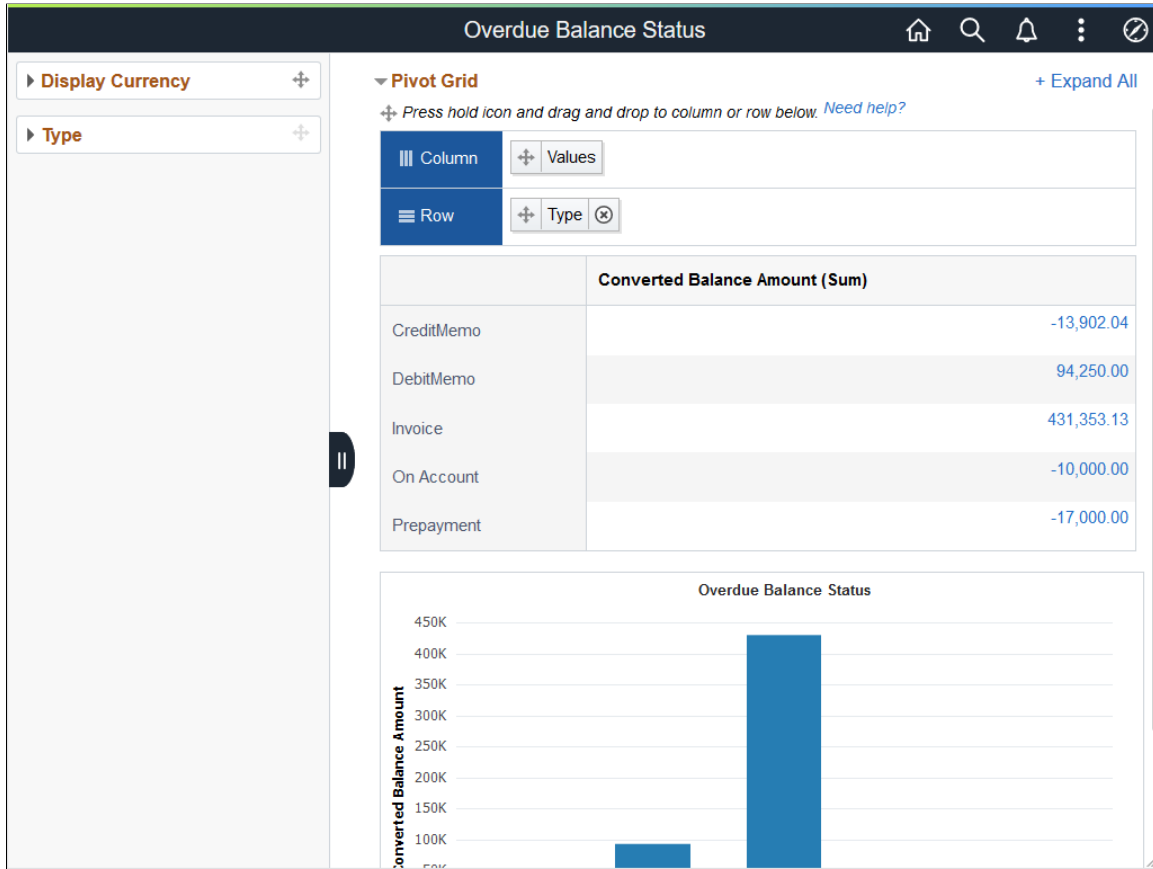 Overdue Balance Status
Display Currency
Type
Pivot Grid
+ Expand All
Press hold icon and drag and drop to column or row below. Need help?
Column
Values
Row
Type
Converted Balance Amount (Sum)
CreditMemo
-13,902.04
DebitMemo
94,250.00
Invoice
431,353.13
On Account
-10,000.00
Prepayment
-17,000.00
Overdue Balance Status
Converted Balance Amount
450K
400K
350K
300K
250K
200K
150K
100K
50K